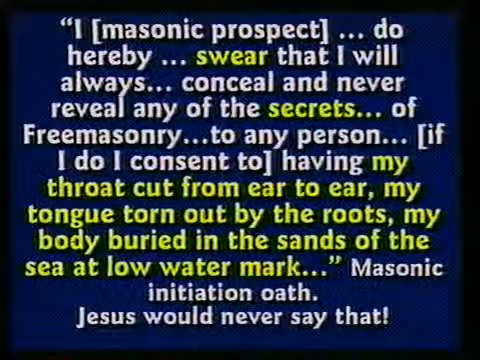 “I [masonic prospect] ... do
hereby ... swear that I will
always... conceal and never
reveal any of the secrets... of
Freemasonry...to any person... [if
I do I consent to] having my
throat cut from ear to ear, my
tongue torn out by the roots, my
body buried in the sands of the
sea at low water mark...” Masonic
initiation oath.
Jesus would never say that!